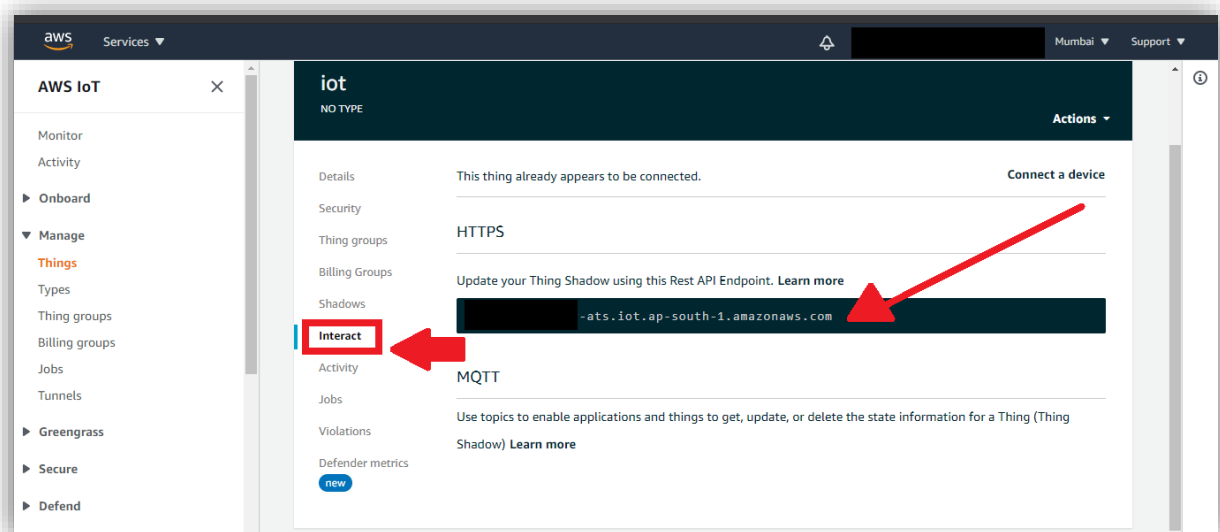 aws
Services
Mumbai
Support
AWS IoT
Monitor
Activity
Onboard
Manage
Things
Types
Thing groups
Billing groups
Jobs
Tunnels
Greengrass
Secure
Defend
iot
NO TYPE
Actions
Details
Security
Thing groups
Billing Groups
Shadows
Interact
Activity
Jobs
Violations
Defender metrics
new
This thing already appears to be connected.
Connect a device
HTTPS
Update your Thing Shadow using this Rest API Endpoint. Learn more
-ats.iot.ap-south-1.amazonaws.com
MQTT
Use topics to enable applications and things to get, update, or delete the state information for a Thing (Thing
Shadow) Learn more